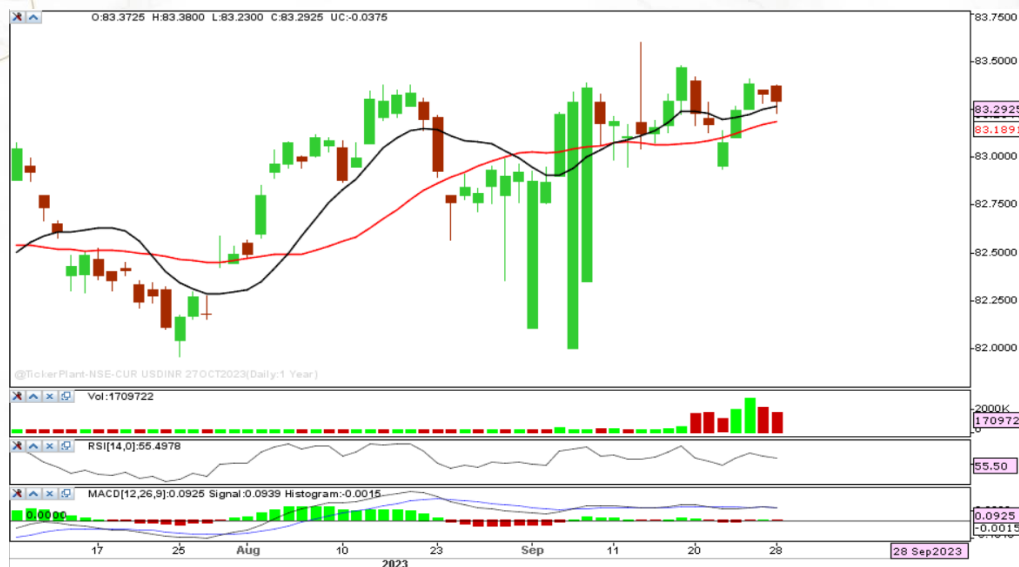 O:83.3725 H:83.3800 L:83.2300 C:83.2925 UC:-0.0375
83.7500
83.5000
83.2925
83.1891
83.0000
82.7500
82.5000
82.2500
82.0000
@TickerPlant-NSE-CUR USDINR 27OCT2023(Daily:1 Year)
Vol:1709722
2000K
170972
0
RSI[14,0]:55.4978
55.50
MACD[12,26,9]:0.0925 Signal:0.0939 Histogram:-0.0015
0.0000
0.0925
-0.0015
17 25 Aug 10 23 Sep 11 20 28 28 Sep2023
2023